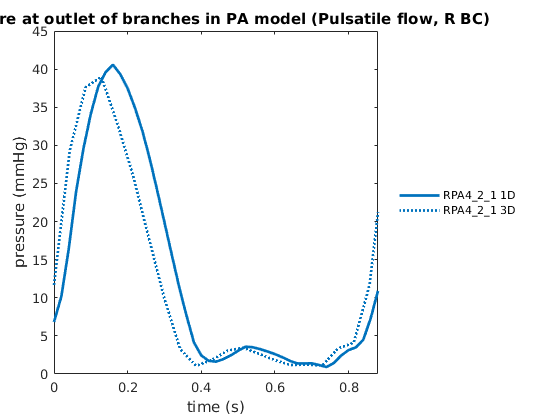 re at outlet of branches in PA model (Pulsatile flow, R BC)
45
40
35
30
25
20
15
10
5
0
pressure (mmHg)
0 0.2 0.4 0.6 0.8
time (s)
RPA4_2_1 1D
RPA4_2_1 3D